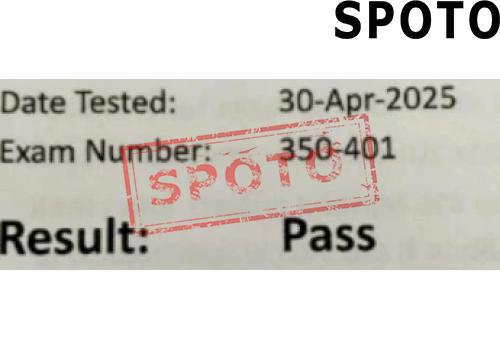 SPOTO
Date Tested: 30-Apr-2025
Exam Number: 350-401
SPOTO
Result: Pass